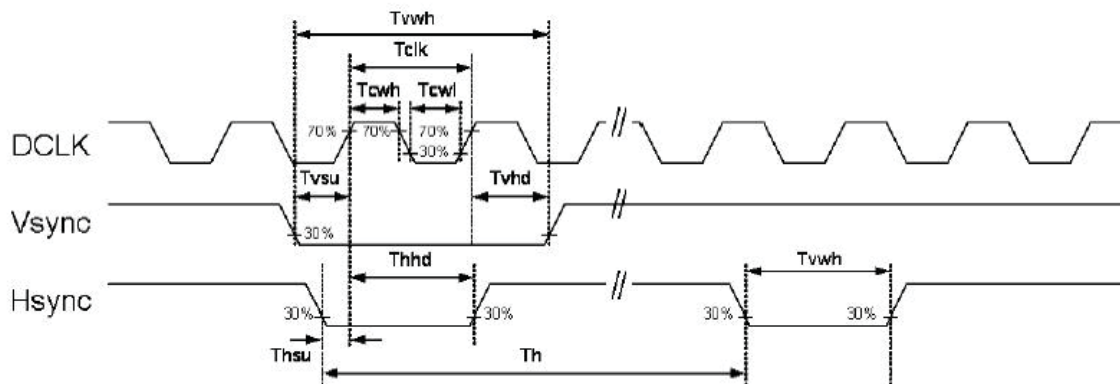 Tvwh
Tclk
Tcwh Tcwl
DCLK 70% 70% 70% //
30%
Tvsu Tvhd
Vsync 30% //
Thhd Tvwh
Hsync 30% 30% // 30% 30%
Thsu Th